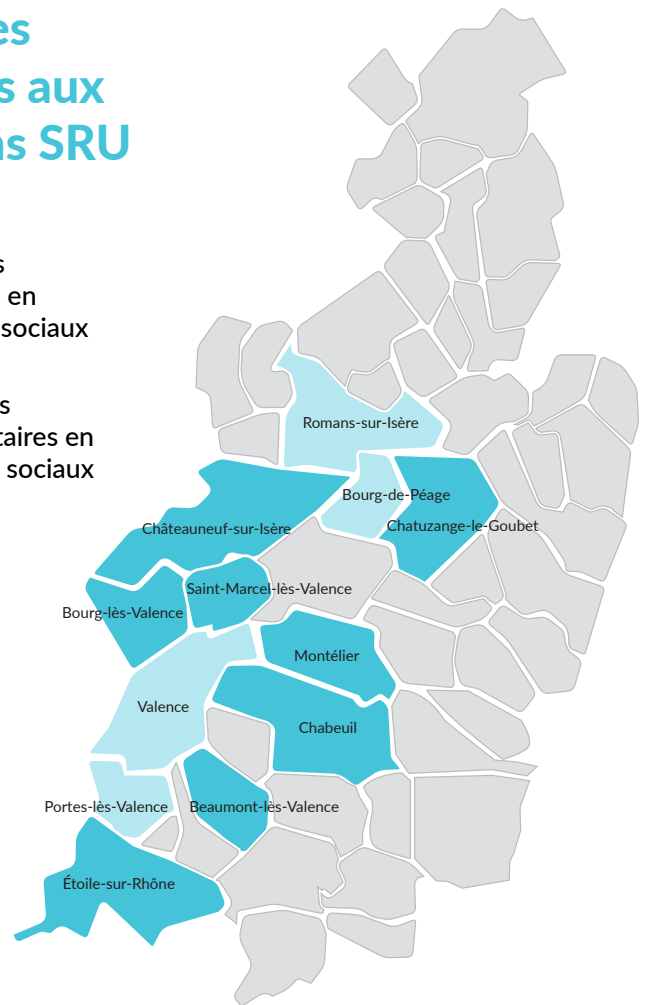 es
s aux
ns SRU
s
en
sociaux
s
taires en
sociaux
Romans-sur-Isère
Bourg-de-Péage
Châteauneuf-sur-Isère
Chatuzange-le-Goubet
Saint-Marcel-lès-Valence
Bourg-lès-Valence
Montélier
Valence
Chabeuil
Portes-lès-Valence
Beaumont-lès-Valence
Étoile-sur-Rhône